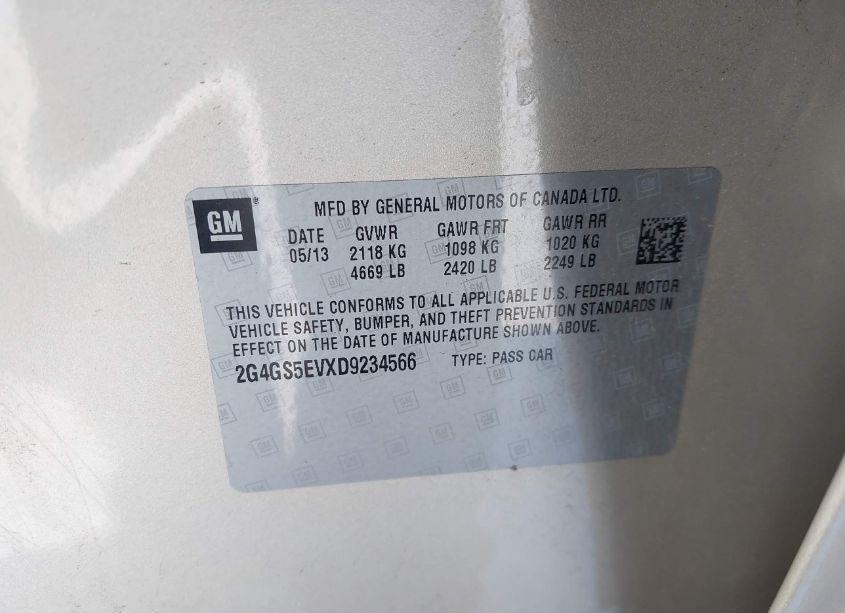 GM
MFD BY GENERAL MOTORS OF CANADA LTD.
DATE GVWR GAWR FRT GAWR RR
05/13 2118 KG 1098 KG 1020 KG
4669 LB 2420 LB 2249 LB
THIS VEHICLE CONFORMS TO ALL APPLICABLE U.S. FEDERAL MOTOR
VEHICLE SAFETY, BUMPER, AND THEFT PREVENTION STANDARDS IN
EFFECT ON THE DATE OF MANUFACTURE SHOWN ABOVE.
2G4GS5EVXD9234566 TYPE: PASS CAR